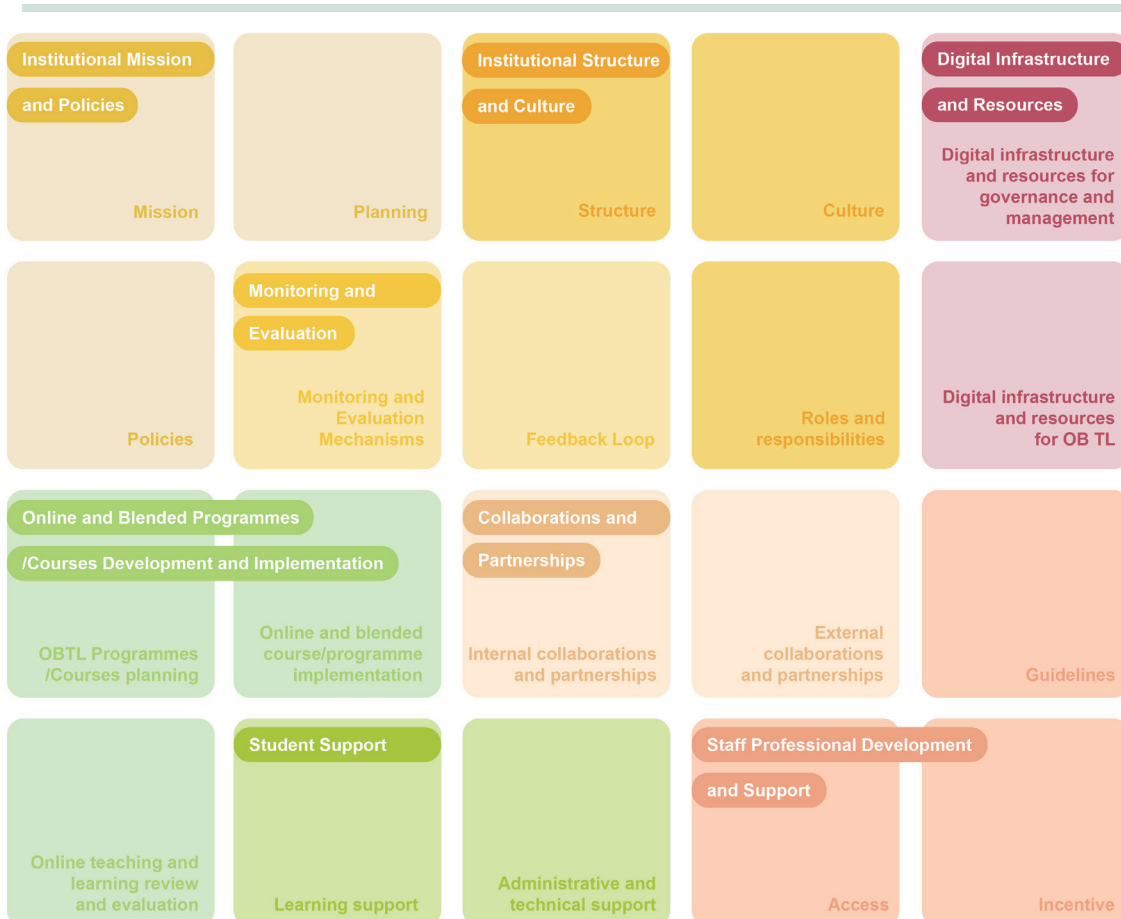 Institutional Mission
and Policies
Mission
Planning
Institutional Structure
and Culture
Structure
Culture
Digital Infrastructure
and Resources
Digital infrastructure
and resources for
governance and
management
Policies
Monitoring and
Evaluation
Monitoring and
Evaluation
Mechanisms
Feedback Loop
Roles and
responsibilities
Digital infrastructure
and resources
for OB TL
Online and Blended Programmes
/Courses Development and Implementation
OBTL Programmes
/Courses planning
Online and blended
course/programme
implementation
Collaborations and
Partnerships
Internal collaborations
and partnerships
External
collaborations
and partnerships
Guidelines
Online teaching and
learning review
and evaluation
Student Support
Learning support
Administrative and
technical support
Staff Professional Development
and Support
Access
Incentive